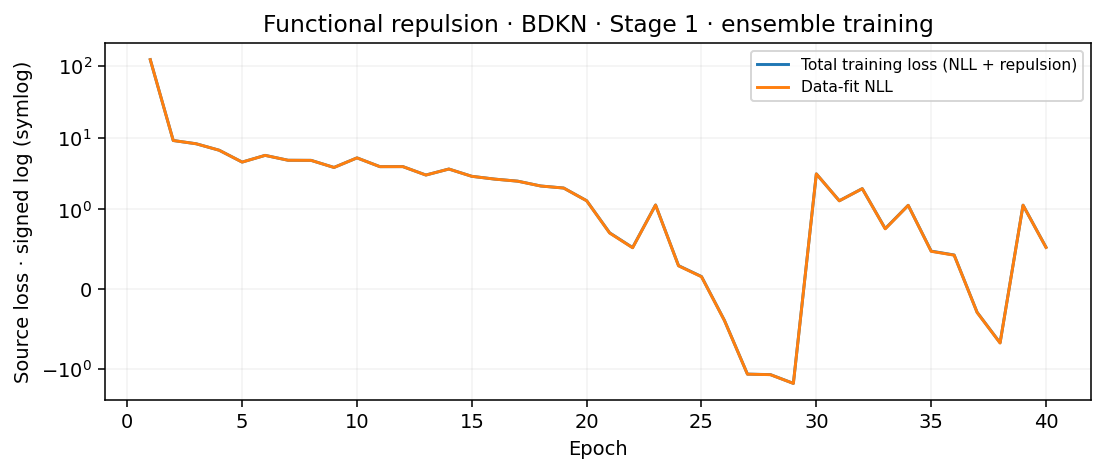 Functional repulsion · BDKN · Stage 1 · ensemble training
Source loss · signed log (symlog)
10²
10¹
10⁰
0
−10⁰
Total training loss (NLL + repulsion)
Data-fit NLL
0 5 10 15 20 25 30 35 40
Epoch